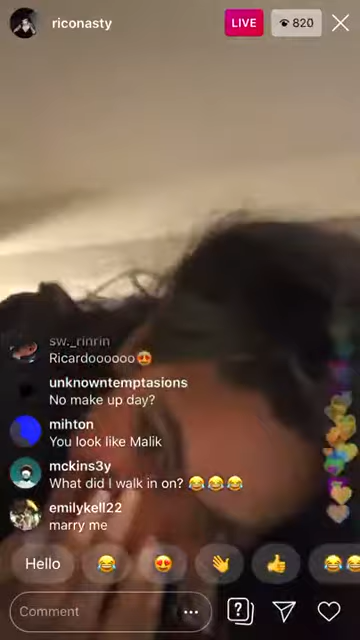 riconasty
LIVE
820
sw._rinrin
Ricardoooooo😍
unknowntemptasions
No make up day?
mihton
You look like Malik
mckins3y
What did I walk in on? 😂😂😂
emilykell22
marry me
Hello
Comment